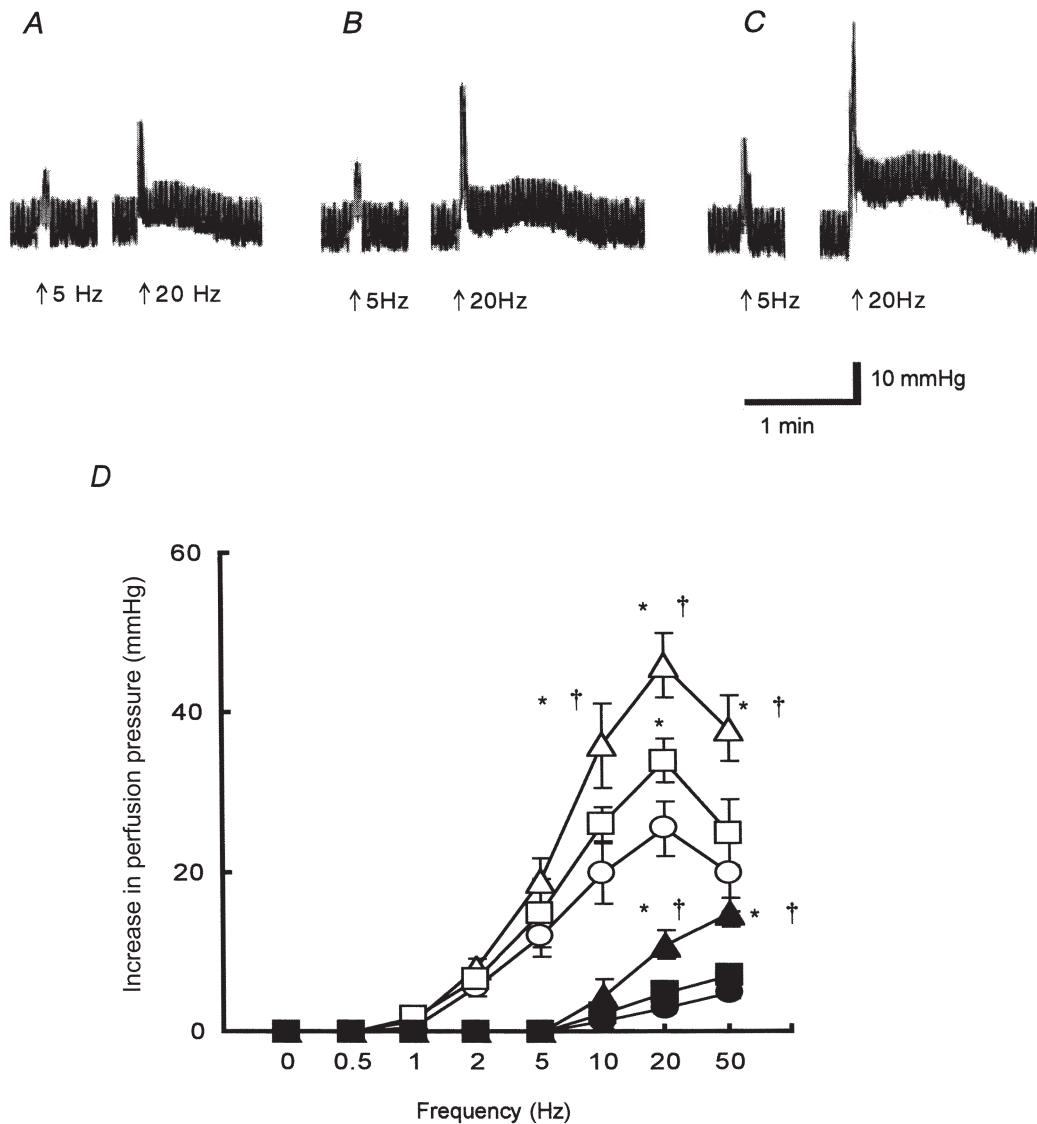 A
B
C
↑5 Hz
↑20 Hz
↑5Hz
↑20Hz
↑5Hz
↑20Hz
10 mmHg
1 min
D
Increase in perfusion pressure (mmHg)
60
40
20
0
* †
* †
*
* †
* †
* †
0 0.5 1 2 5 10 20 50
Frequency (Hz)